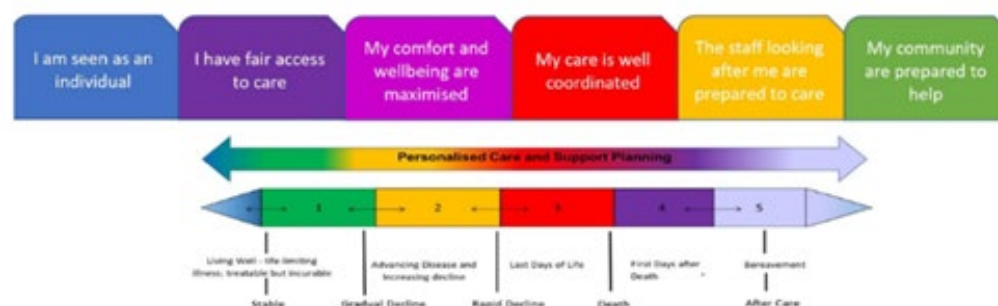 I am seen as an
individual
I have fair access
to care
My comfort and
wellbeing are
maximised
My care is well
coordinated
The staff looking
after me are
prepared to care
My community
are prepared to
help
Personalised Care and Support Planning
1
2
3
4
5
Living Well - life limiting
illness, treatable but incurable
Advancing Disease and
Increasing decline
Last Days of Life
First Days after
Death
Bereavement
Stable
Gradual Decline
Rapid Decline
Death
After Care